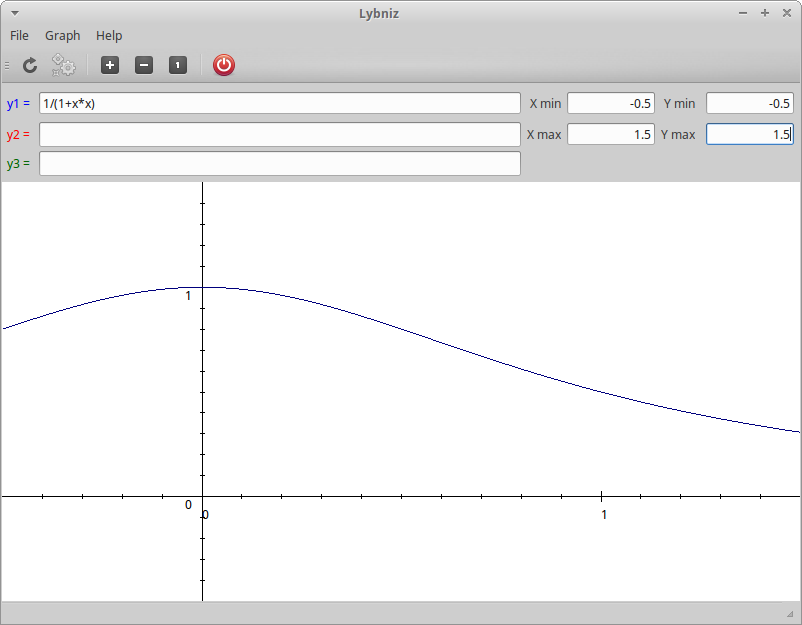 Lybniz
File Graph Help
1
y1 = 1/(1+x*x) X min -0.5 Y min -0.5
y2 = X max 1.5 Y max 1.5
y3 =
1
0
0
1